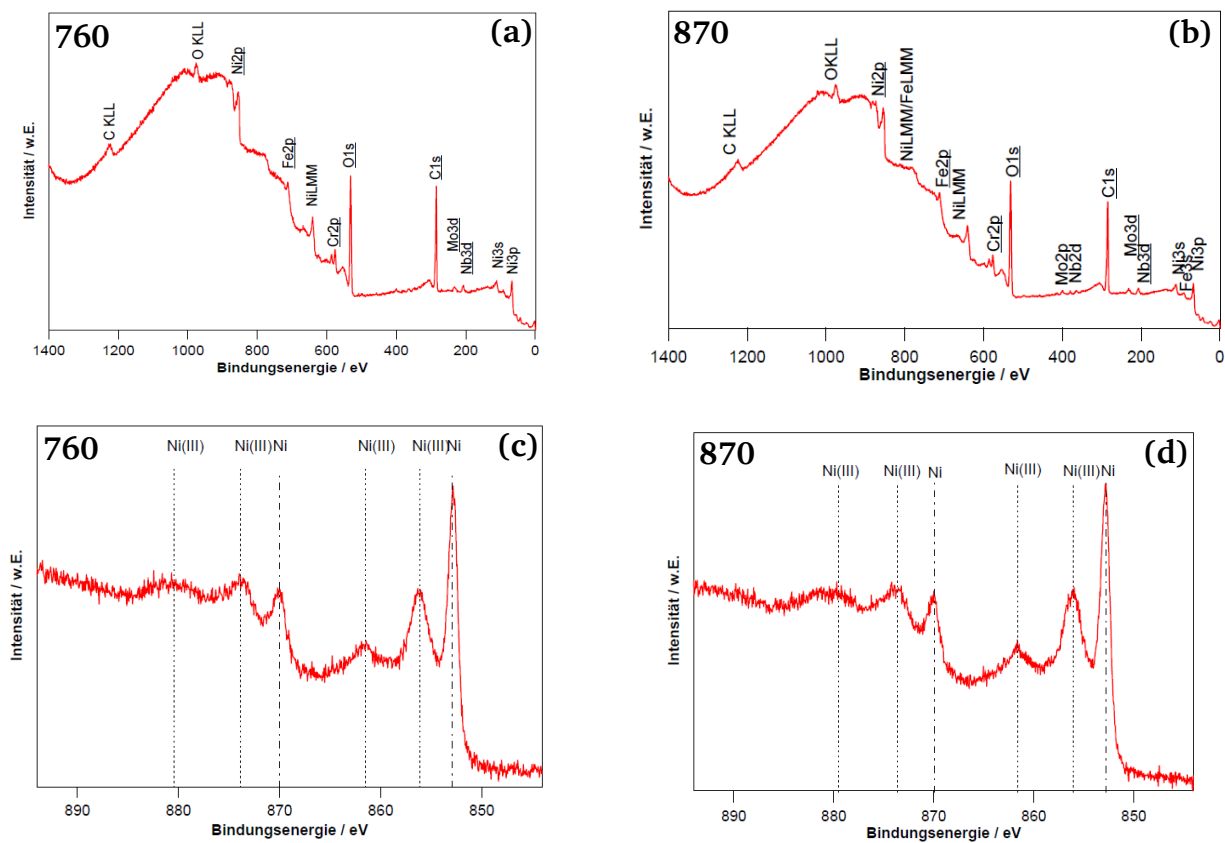 760
(a)
C KLL
O KLL
Ni2p
Fe2p
NiLMM
Cr2p
O1s
C1s
Mo3d
Nb3d
Ni3s
Ni3p
Intensität / w.E.
1400 1200 1000 800 600 400 200 0
Bindungsenergie / eV
870
(b)
C KLL
OKLL
Ni2p
NiLMM/FeLMM
Fe2p
NiLMM
Cr2p
O1s
Mo2p
Nb2d
C1s
Mo3d
Nb3d
Ni3s
Fe3s
Ni3p
Intensität / w.E.
1400 1200 1000 800 600 400 200 0
Bindungsenergie / eV
760
(c)
Ni(III) Ni(III) Ni Ni(III) Ni(III) Ni
Intensität / w.E.
890 880 870 860 850
Bindungsenergie / eV
870
(d)
Ni(III) Ni(III) Ni Ni(III) Ni(III) Ni
Intensität / w.E.
890 880 870 860 850
Bindungsenergie / eV